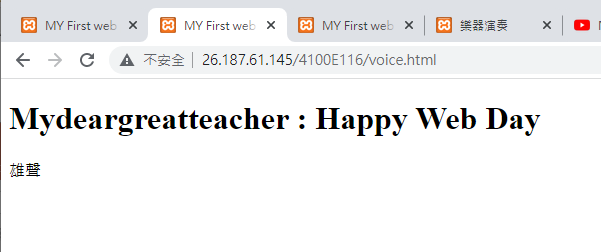 MY First web
MY First web
MY First web
樂器演奏
不安全
26.187.61.145/4100E116/voice.html
Mydeargreatteacher : Happy Web Day
雄聲